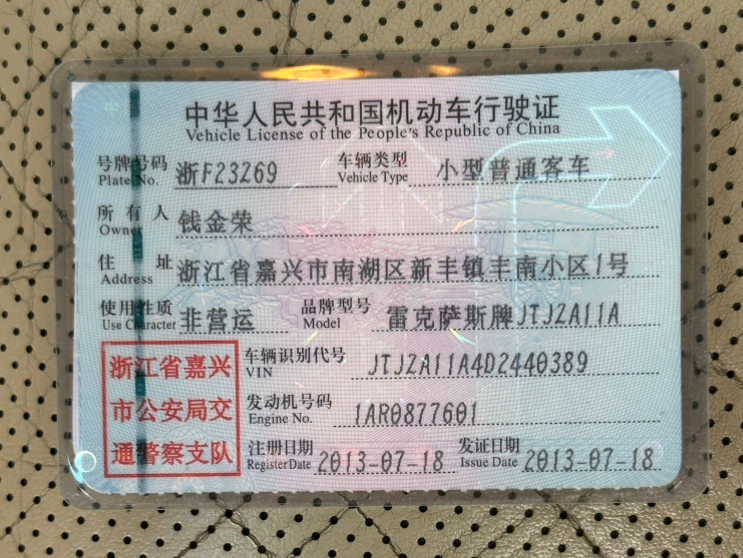 中华人民共和国机动车行驶证
Vehicle License of the People's Republic of China
号牌号码 浙F23Z69 车辆类型 小型普通客车
Plate No. Vehicle Type
所有人 钱金荣
Owner
住址 浙江省嘉兴市南湖区新丰镇丰南小区1号
Address
使用性质 非营运 品牌型号 雷克萨斯牌JTJZA11A
Use Character Model
浙江省嘉兴
市公安局交
通警察支队
车辆识别代号 JTJZA11A4D2440389
VIN
发动机号码 1AR0877601
Engine No.
注册日期 2013-07-18 发证日期 2013-07-18
Register Date Issue Date